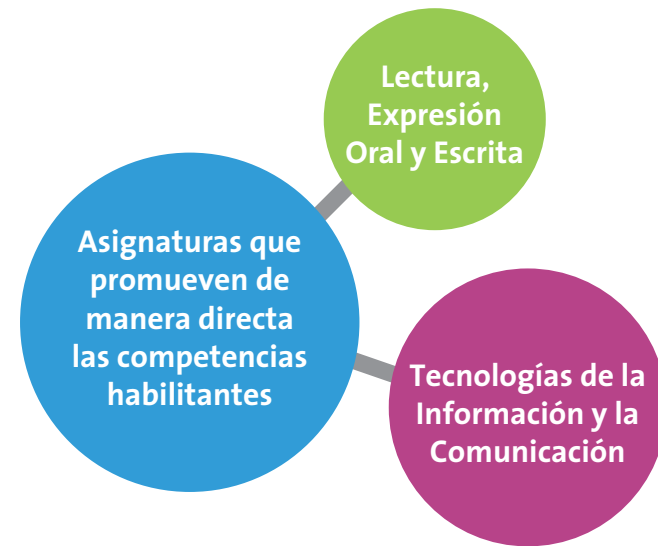 Lectura,
Expresión
Oral y Escrita
Asignaturas que
promueven de
manera directa
las competencias
habilitantes
Tecnologías de la
Información y la
Comunicación